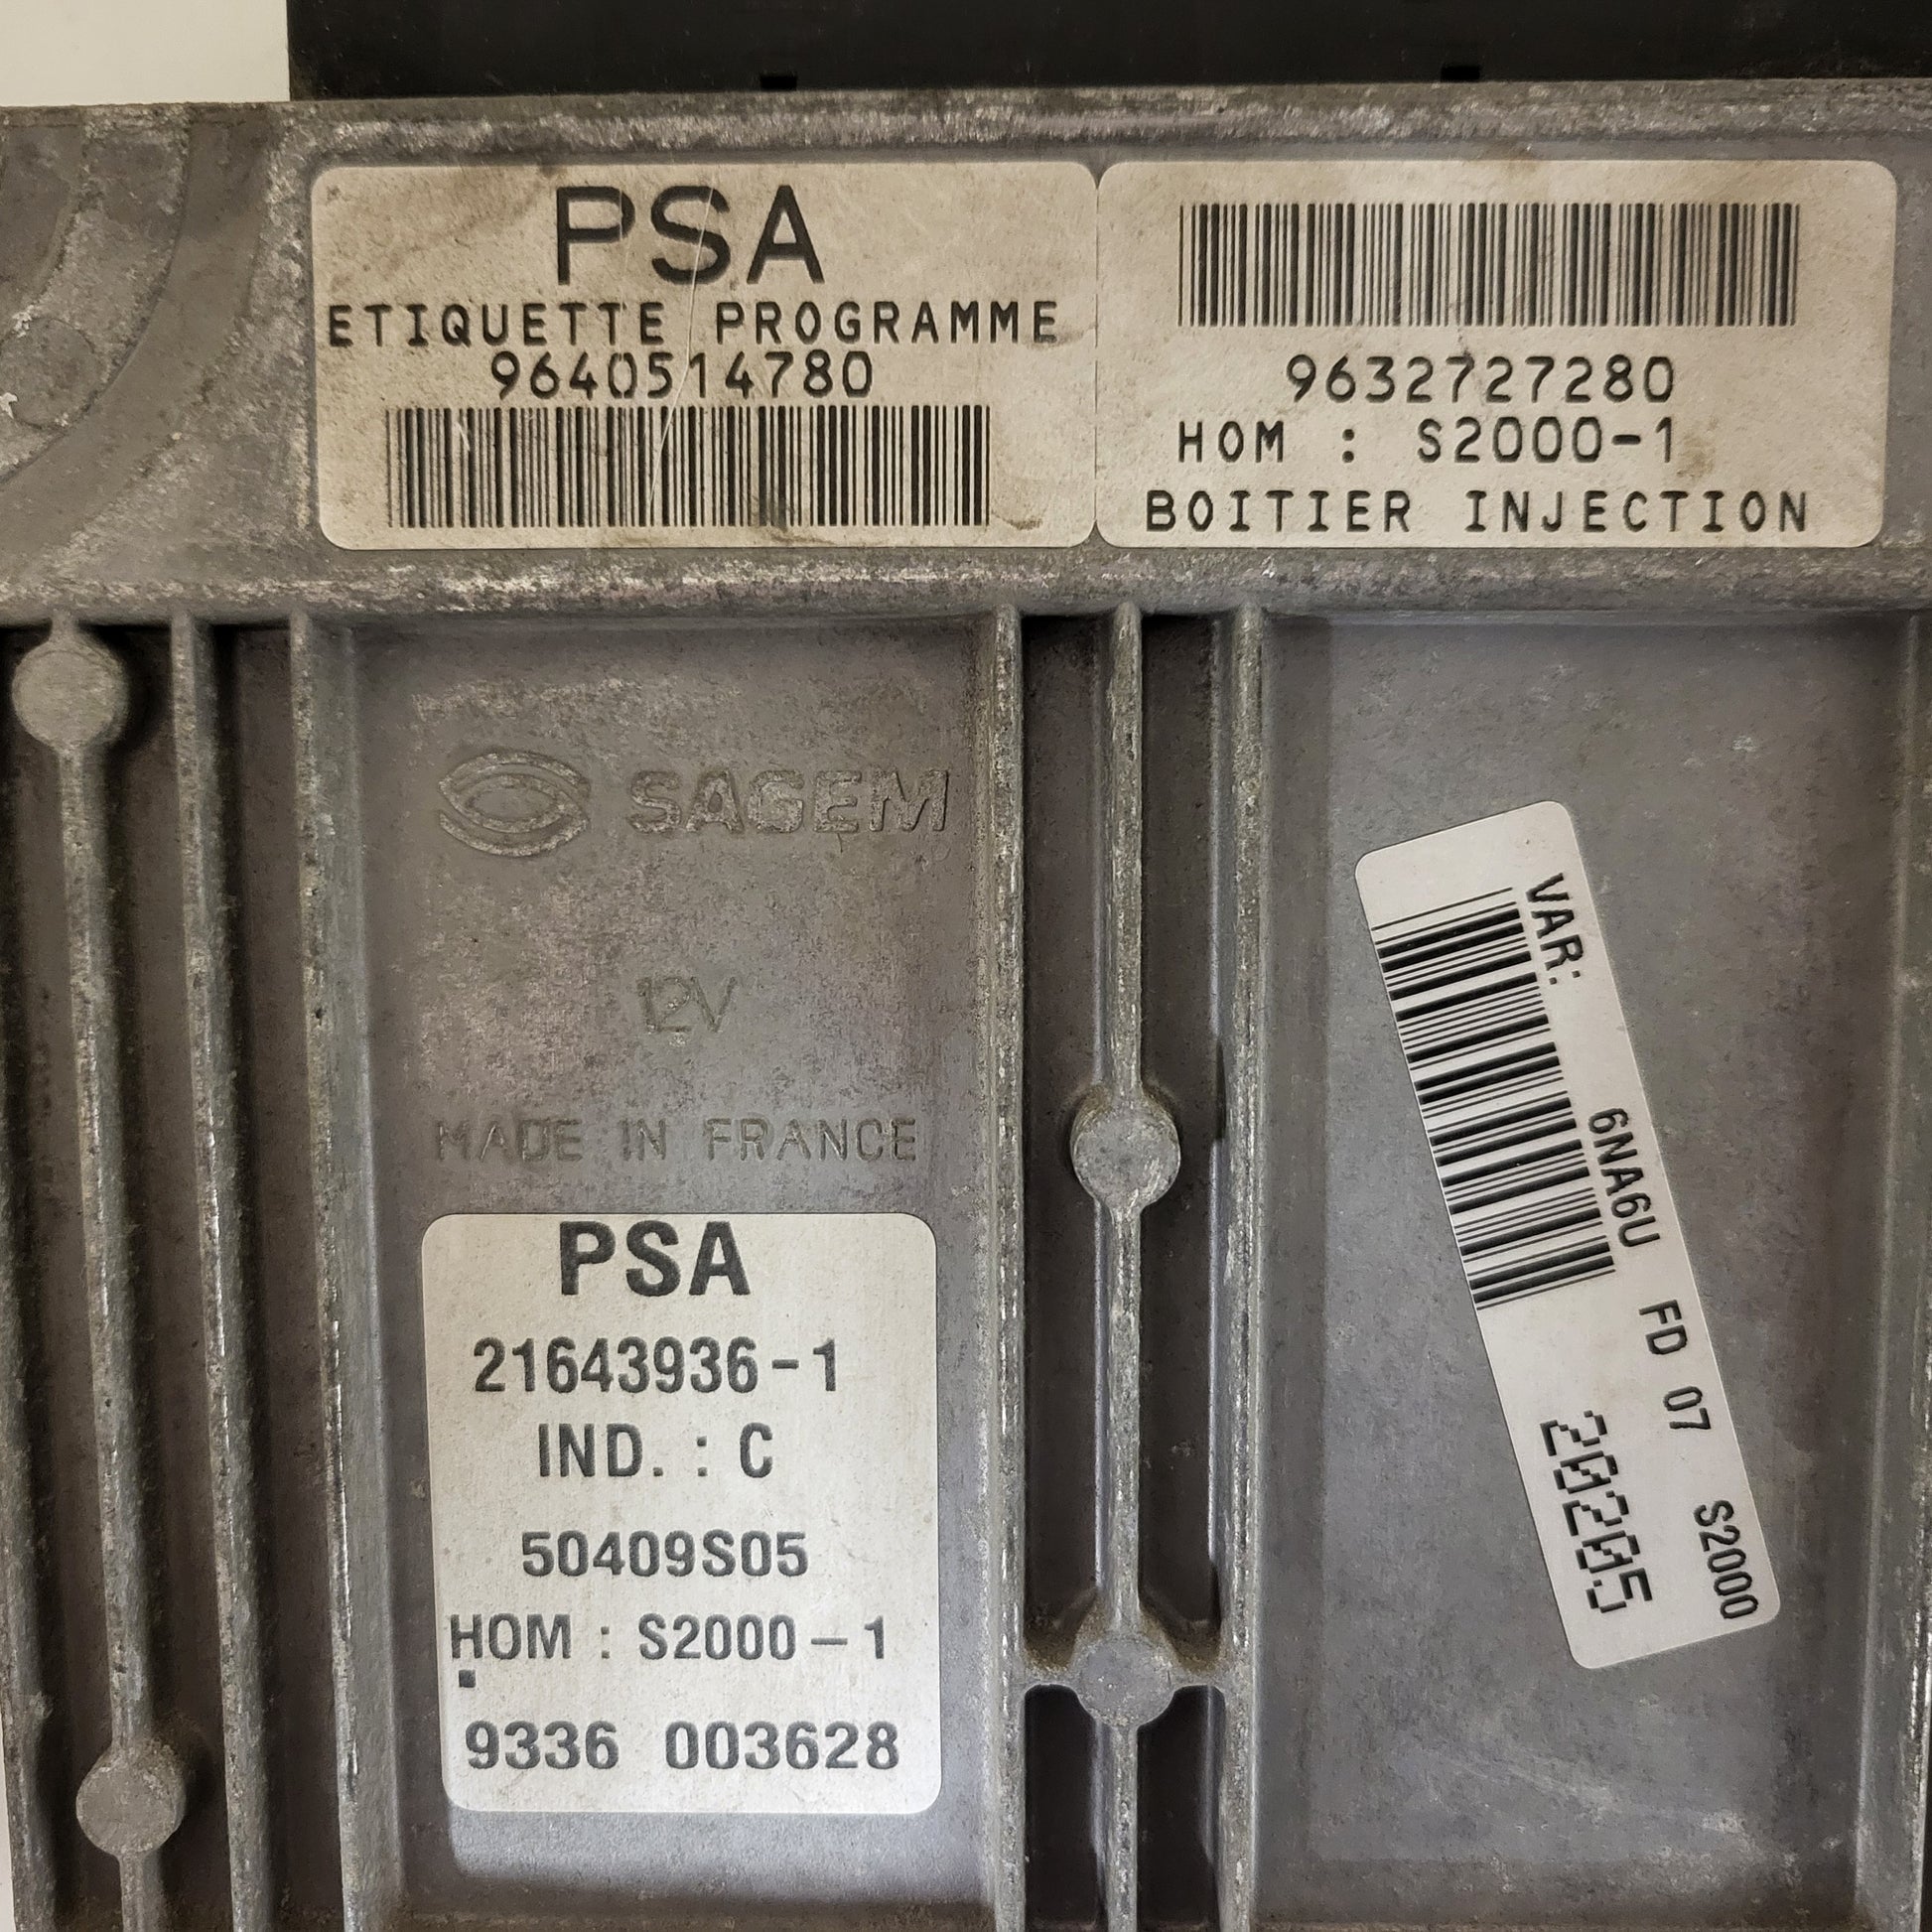 PSA
ETIQUETTE PROGRAMME
9640514780
9632727280
HOM : S2000-1
BOITIER INJECTION
SAGEM
12V
MADE IN FRANCE
PSA
21643936-1
IND. : C
50409S05
HOM : S2000-1
9336 003628
VAR: 6NA6U FD 07 S2000
20205